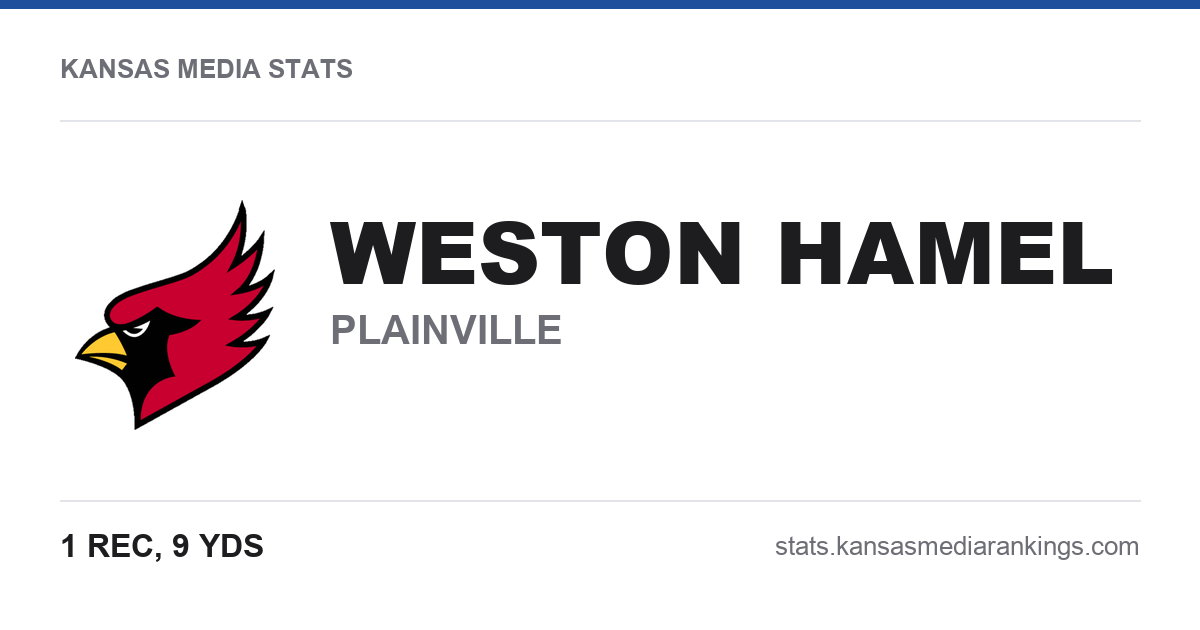 KANSAS MEDIA STATS
WESTON HAMEL
PLAINVILLE
1 REC, 9 YDS
stats.kansasmediarankings.com